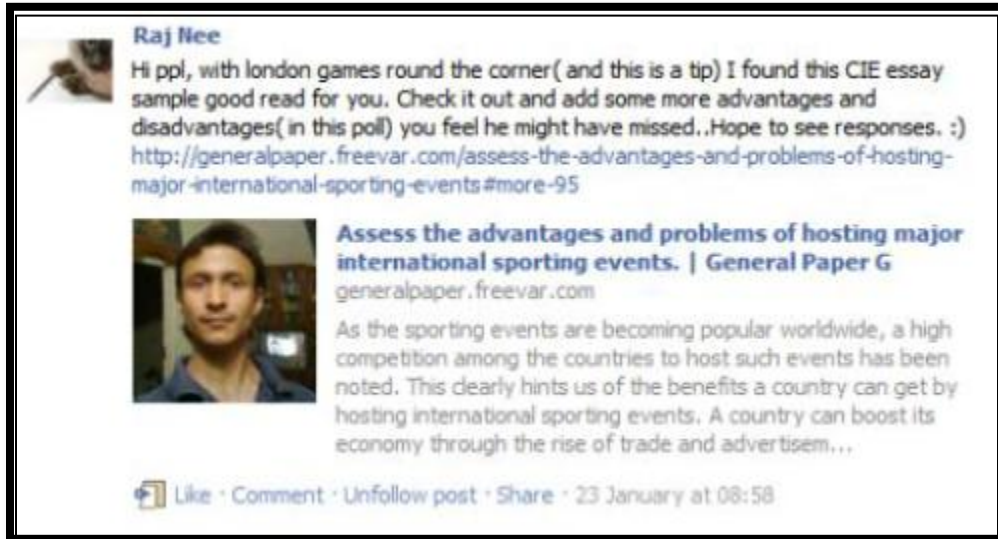 Raj Nee
Hi ppl, with london games round the corner( and this is a tip) I found this CIE essay
sample good read for you. Check it out and add some more advantages and
disadvantages( in this poll) you feel he might have missed..Hope to see responses. :)
http://generalpaper.freevar.com/assess-the-advantages-and-problems-of-hosting-
major-international-sporting-events#more-95
Assess the advantages and problems of hosting major
international sporting events. | General Paper G
generalpaper.freevar.com
As the sporting events are becoming popular worldwide, a high
competition among the countries to host such events has been
noted. This clearly hints us of the benefits a country can get by
hosting international sporting events. A country can boost its
economy through the rise of trade and advertisem...
Like · Comment · Unfollow post · Share · 23 January at 08:58